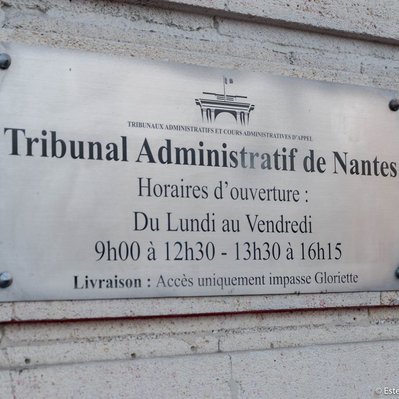 TRIBUNAUX ADMINISTRATIFS ET COURS ADMINISTRATIVES D'APPEL
Tribunal Administratif de Nantes
Horaires d'ouverture :
Du Lundi au Vendredi
9h00 à 12h30 - 13h30 à 16h15
Livraison : Accès uniquement impasse Gloriette
© Este